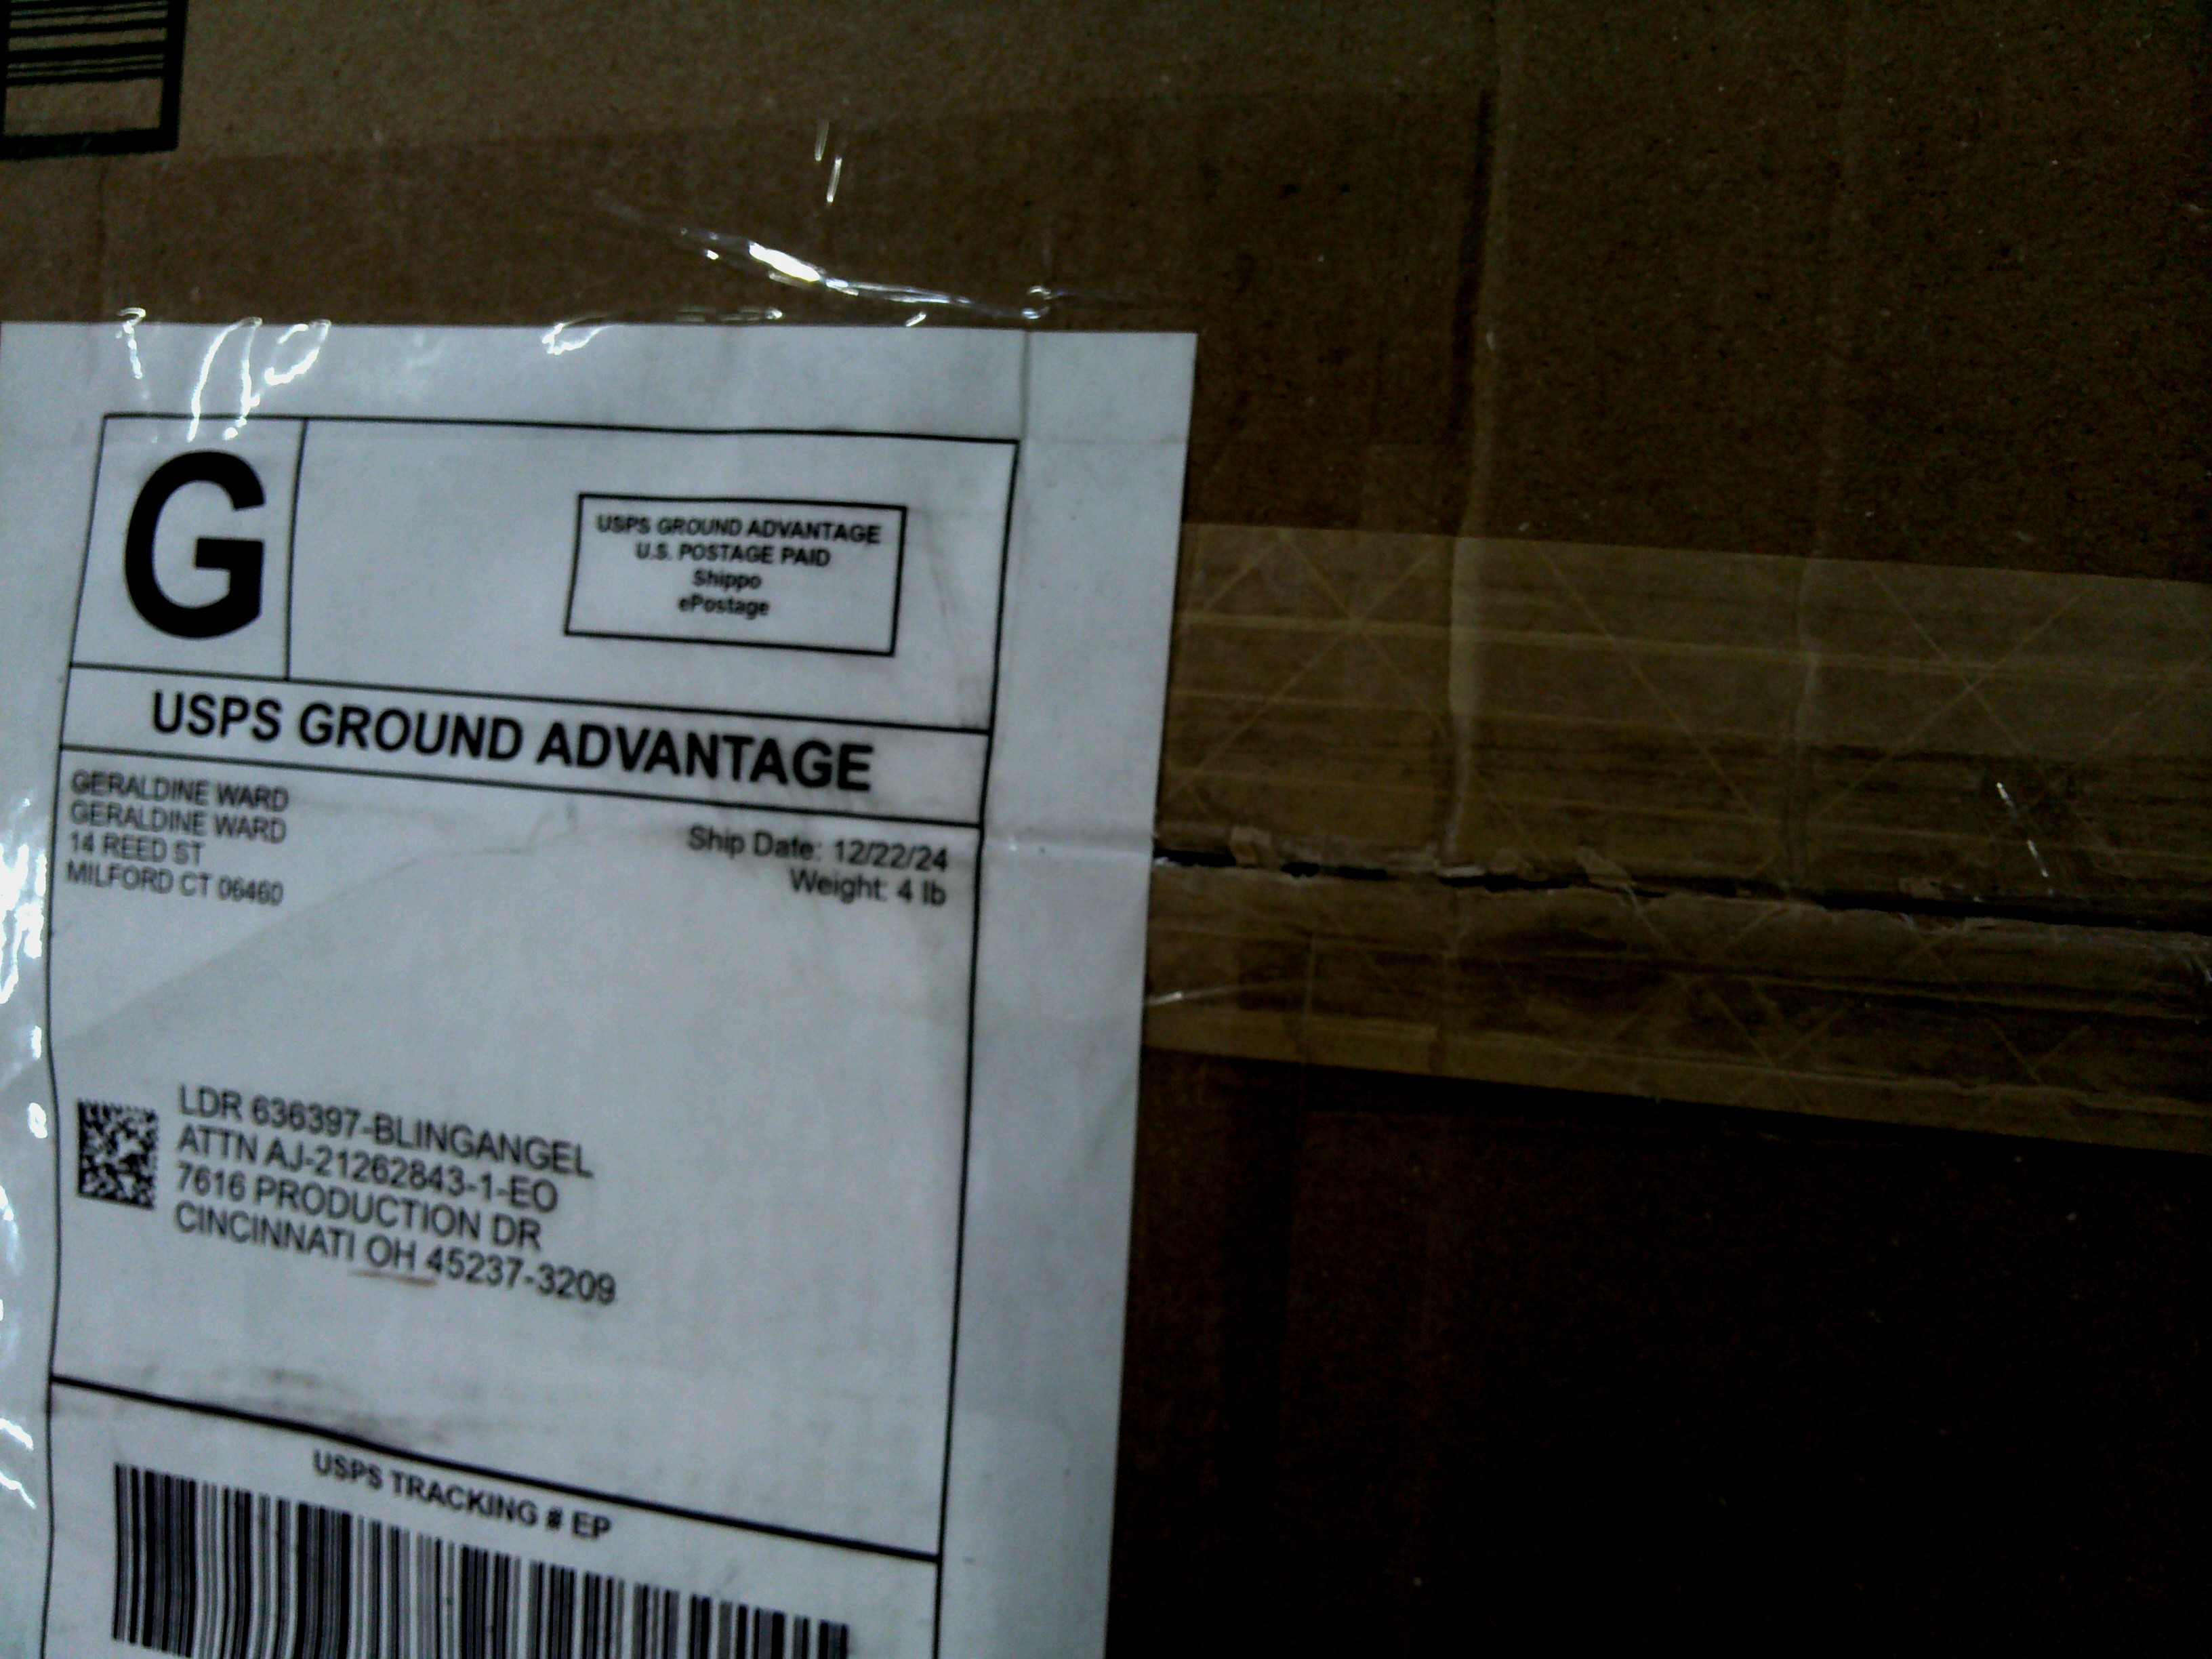 G
USPS GROUND ADVANTAGE
U.S. POSTAGE PAID
Shippo
ePostage
USPS GROUND ADVANTAGE
GERALDINE WARD
GERALDINE WARD
14 REED ST
MILFORD CT 06460
Ship Date: 12/22/24
Weight: 4 lb
LDR 636397-BLINGANGEL
ATTN AJ-21262843-1-EO
7616 PRODUCTION DR
CINCINNATI OH 45237-3209
USPS TRACKING # EP